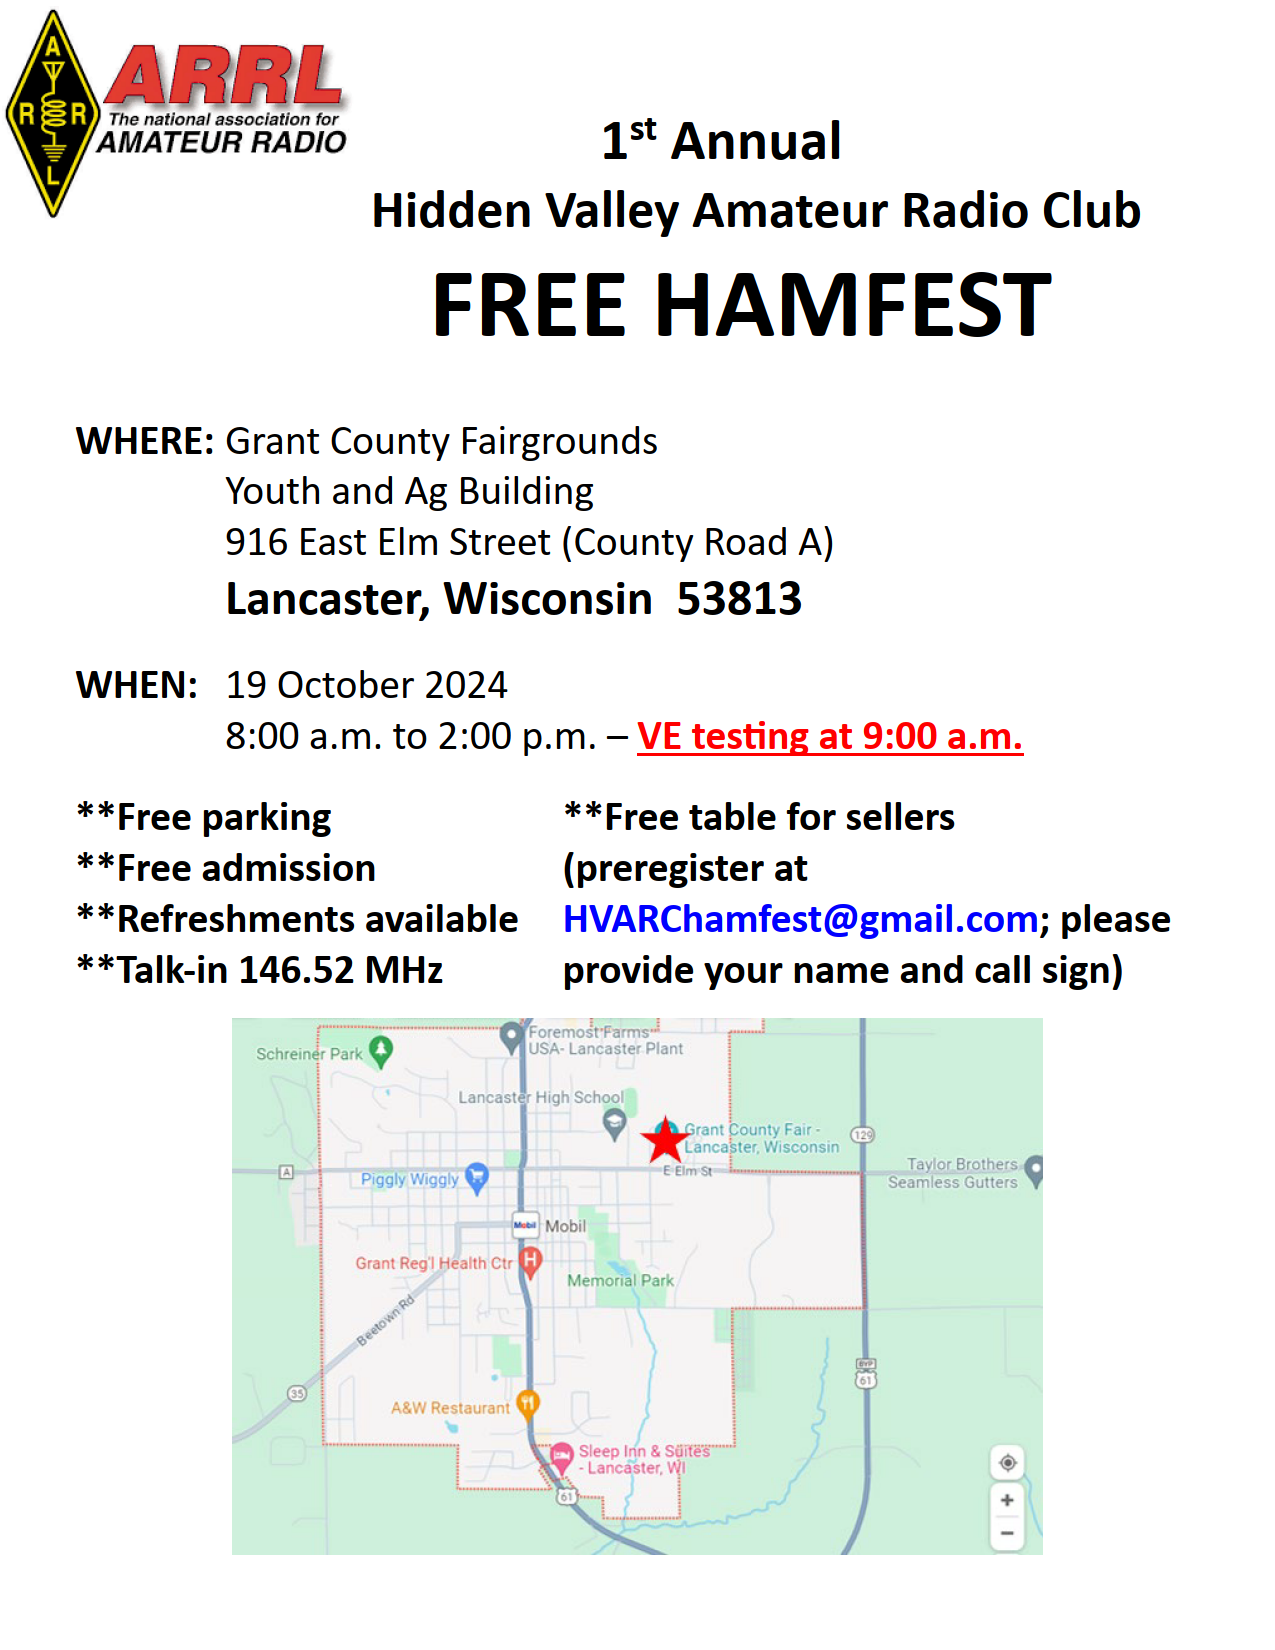 A
R R
L
ARRL
The national association for
AMATEUR RADIO
1st Annual
Hidden Valley Amateur Radio Club
FREE HAMFEST
WHERE: Grant County Fairgrounds
Youth and Ag Building
916 East Elm Street (County Road A)
Lancaster, Wisconsin 53813
WHEN: 19 October 2024
8:00 a.m. to 2:00 p.m. – VE testing at 9:00 a.m.
**Free parking
**Free admission
**Refreshments available
**Talk-in 146.52 MHz
**Free table for sellers
(preregister at
HVARChamfest@gmail.com; please
provide your name and call sign)
Foremost Farms
USA- Lancaster Plant
Schreiner Park
Lancaster High School
Grant County Fair -
Lancaster, Wisconsin
129
A
E Elm St
Taylor Brothers
Seamless Gutters
Piggly Wiggly
Mobil
Mobil
Grant Reg'l Health Ctr
H
Memorial Park
Beetown Rd
BYP
61
35
A&W Restaurant
Sleep Inn & Suites
- Lancaster, WI
61
+
−